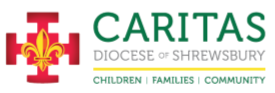 CARITAS
DIOCESE OF SHREWSBURY
CHILDREN | FAMILIES | COMMUNITY